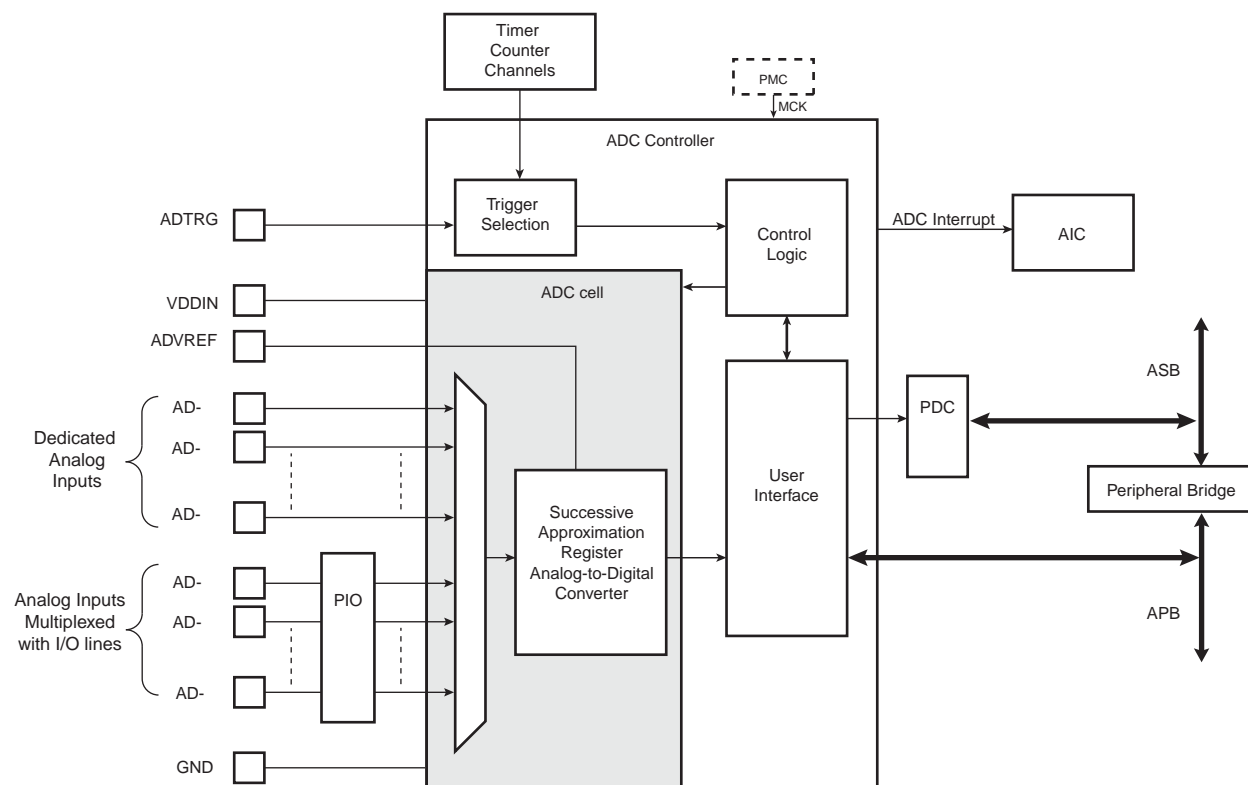 Timer
Counter
Channels
PMC
MCK
ADC Controller
ADTRG
Trigger
Selection
Control
Logic
ADC Interrupt
AIC
VDDIN
ADC cell
ADVREF
ASB
Dedicated
Analog
Inputs
AD-
AD-
AD-
PDC
User
Interface
Peripheral Bridge
Successive
Approximation
Register
Analog-to-Digital
Converter
Analog Inputs
Multiplexed
with I/O lines
AD-
AD-
AD-
PIO
APB
GND